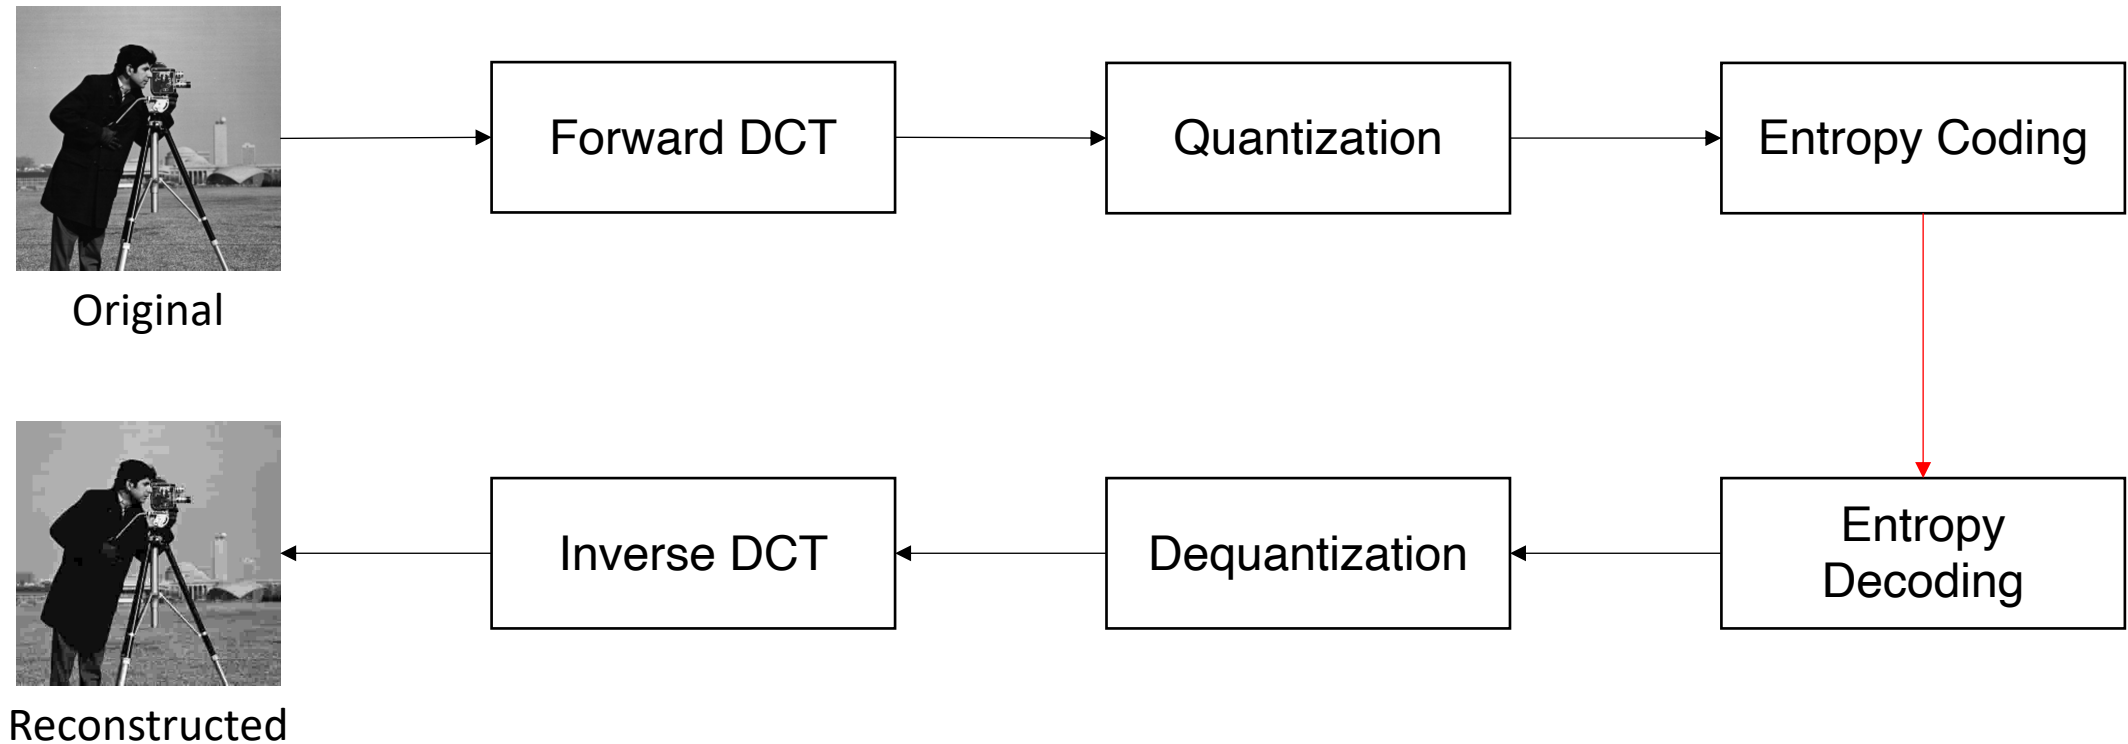 Forward DCT
Quantization
Entropy Coding
Original
Inverse DCT
Dequantization
Entropy
Decoding
Reconstructed